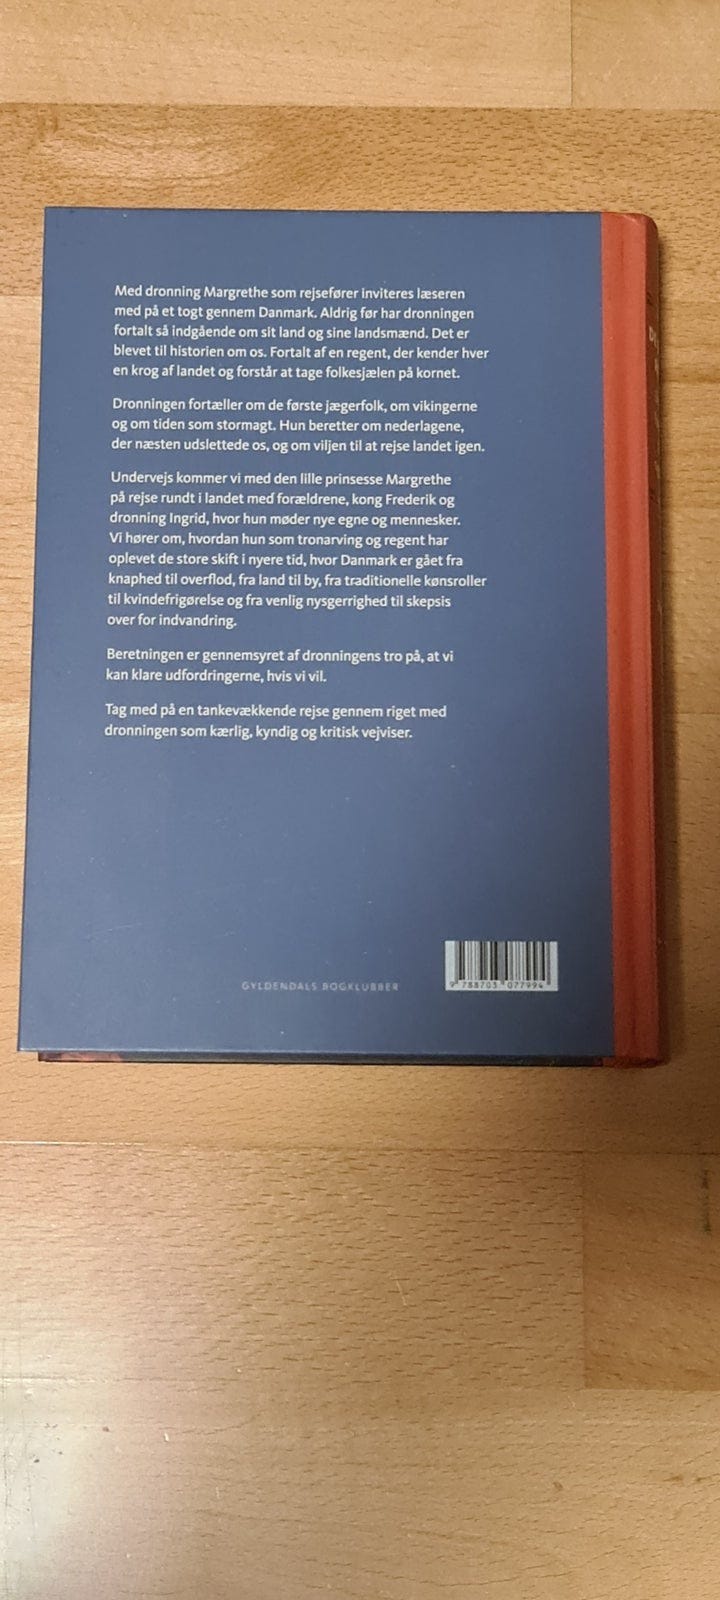 Med dronning Margrethe som rejsefører inviteres læseren
med på et togt gennem Danmark. Aldrig før har dronningen
fortalt så indgående om sit land og sine landsmænd. Det er
blevet til historien om os. Fortalt af en regent, der kender hver
en krog af landet og forstår at tage folkesjælen på kornet.
Dronningen fortæller om de første jægerfolk, om vikingerne
og om tiden som stormagt. Hun beretter om nederlagene,
der næsten udslettede os, og om viljen til at rejse landet igen.
Undervejs kommer vi med den lille prinsesse Margrethe
på rejse rundt i landet med forældrene, kong Frederik og
dronning Ingrid, hvor hun møder nye egne og mennesker.
Vi hører om, hvordan hun som tronarving og regent har
oplevet de store skift i nyere tid, hvor Danmark er gået fra
knaphed til overflod, fra land til by, fra traditionelle kønsroller
til kvindefrigørelse og fra venlig nysgerrighed til skepsis
over for indvandring.
Beretningen er gennemsyret af dronningens tro på, at vi
kan klare udfordringerne, hvis vi vil.
Tag med på en tankevækkende rejse gennem riget med
dronningen som kærlig, kyndig og kritisk vejviser.
GYLDENDALS BOGKLUBBER
9 788703 077994